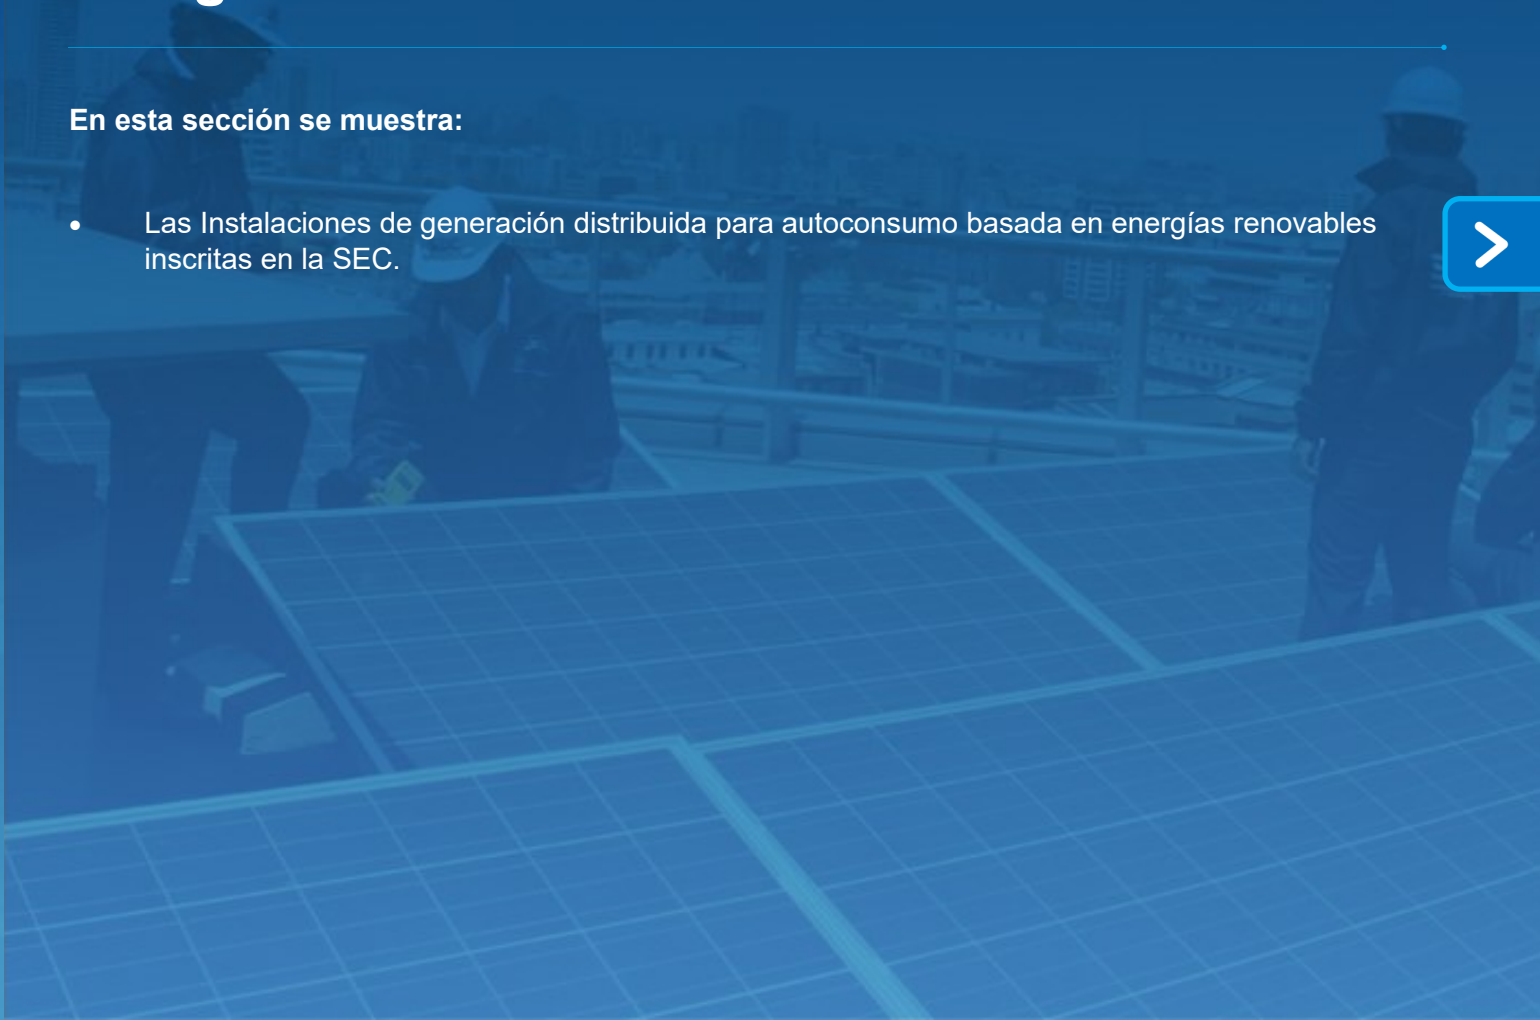 En esta sección se muestra:
• Las Instalaciones de generación distribuida para autoconsumo basada en energías renovables
inscritas en la SEC.